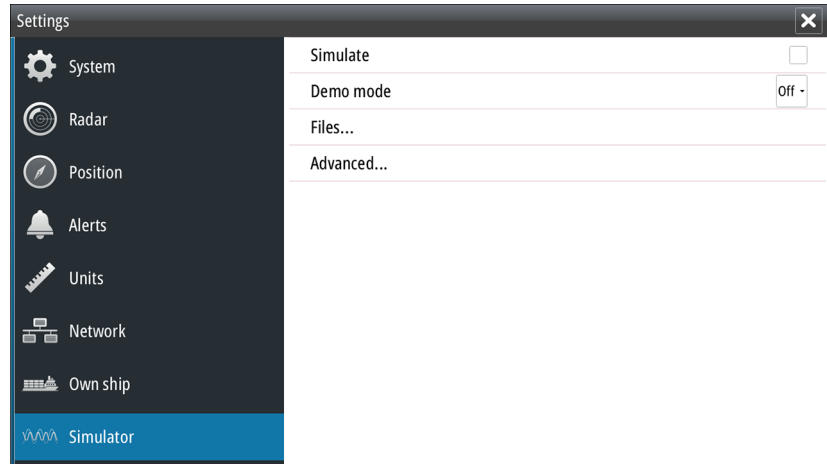 Settings
System
Radar
Position
Alerts
Units
Network
Own ship
Simulator
Simulate
Demo mode
Off
Files...
Advanced...